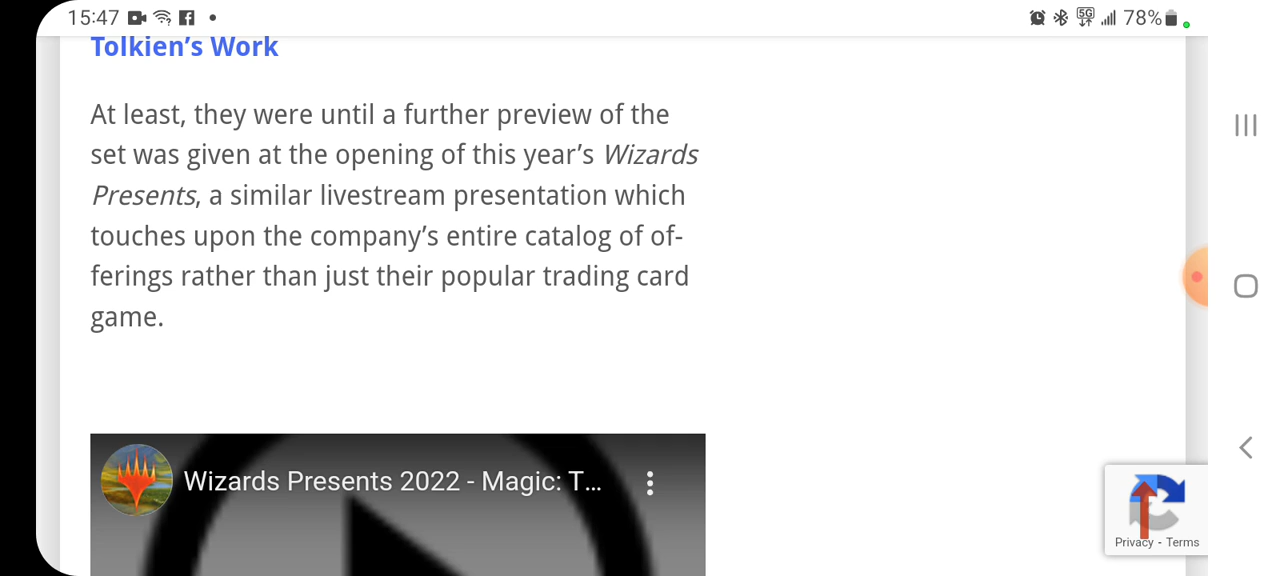 15:47
5G
78%
Tolkien’s Work
At least, they were until a further preview of the
set was given at the opening of this year’s Wizards
Presents, a similar livestream presentation which
touches upon the company’s entire catalog of of-
ferings rather than just their popular trading card
game.
Wizards Presents 2022 - Magic: T...
Privacy - Terms